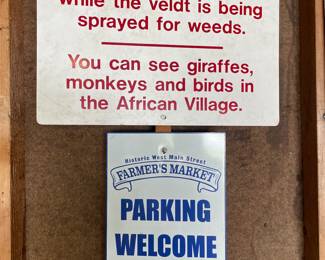 while the veldt is being
sprayed for weeds.
You can see giraffes,
monkeys and birds in
the African Village.
Historic West Main Street
FARMER'S MARKET
PARKING
WELCOME